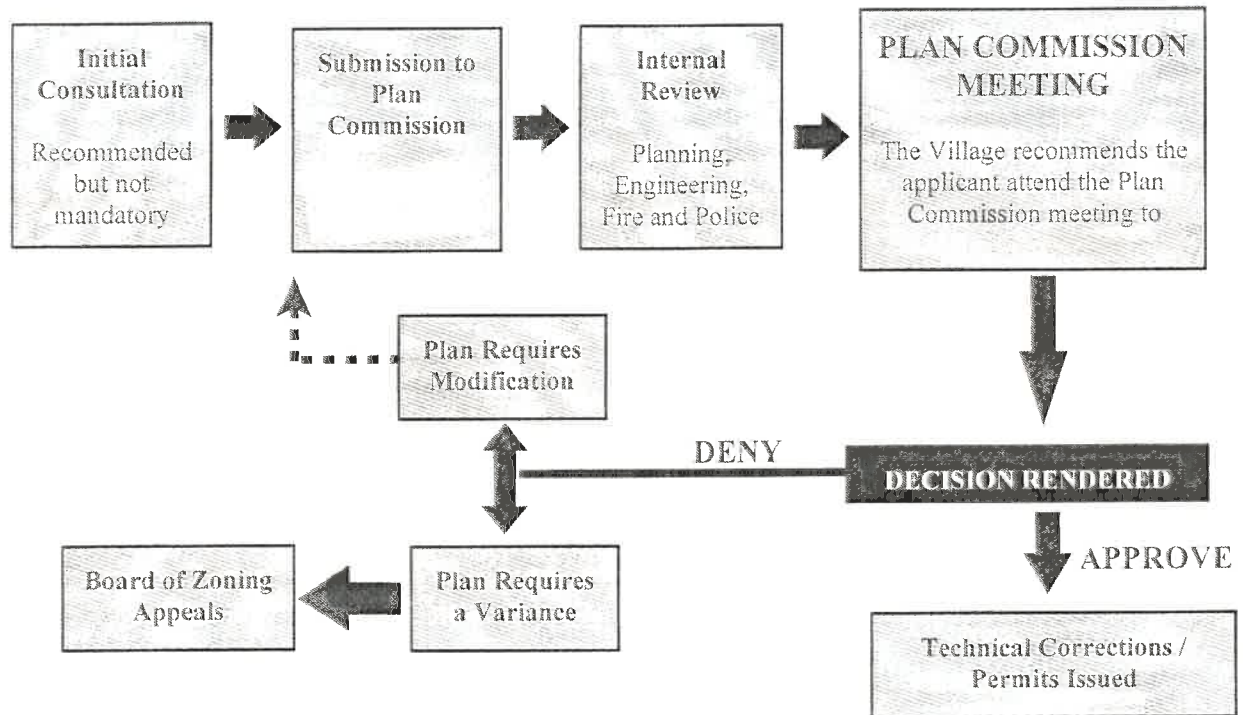 Initial
Consultation
Recommended
but not
mandatory
Submission to
Plan
Commission
Internal
Review
Planning,
Engineering,
Fire and Police
PLAN COMMISSION
MEETING
The Village recommends the
applicant attend the Plan
Commission meeting to
Plan Requires
Modification
DENY
DECISION RENDERED
APPROVE
Board of Zoning
Appeals
Plan Requires
a Variance
Technical Corrections /
Permits Issued